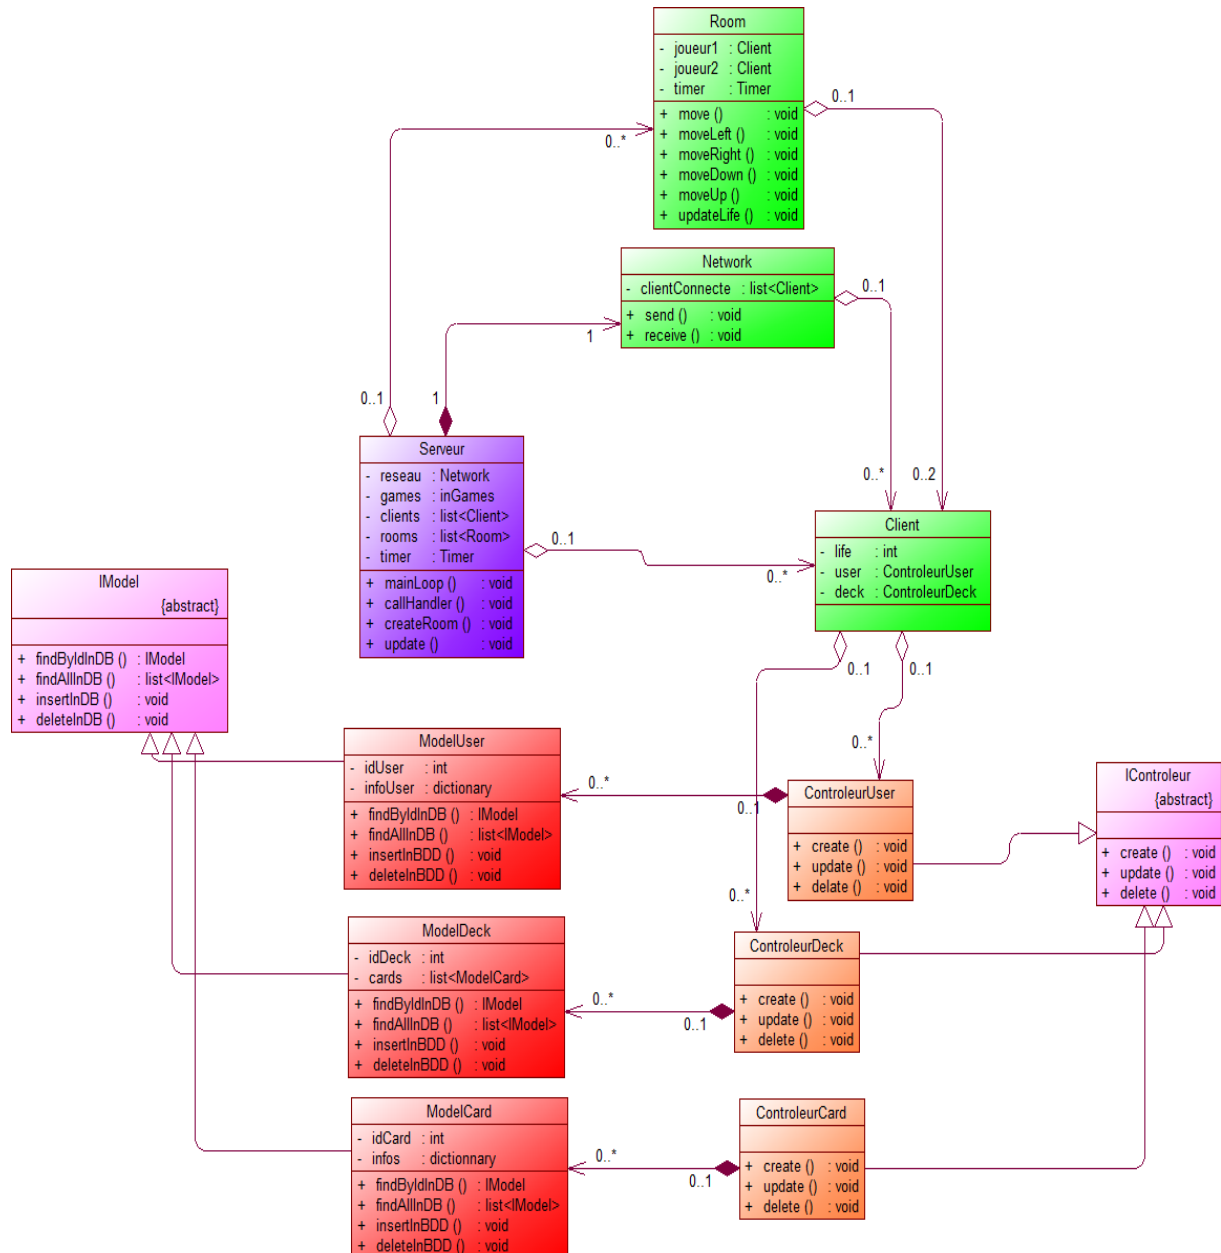 Room
- joueur1 : Client
- joueur2 : Client
- timer : Timer
+ move () : void
+ moveLeft () : void
+ moveRight () : void
+ moveDown () : void
+ moveUp () : void
+ updateLife () : void
0..1
0..*
Network
- clientConnecte : list<Client>
+ send () : void
+ receive () : void
0..1
1
0..1
1
Serveur
- reseau : Network
- games : inGames
- clients : list<Client>
- rooms : list<Room>
- timer : Timer
+ mainLoop () : void
+ callHandler () : void
+ createRoom () : void
+ update () : void
0..1
0..*
0..*
0..2
Client
- life : int
- user : ControleurUser
- deck : ControleurDeck
0..1
0..1
0..*
0..*
IModel
{abstract}
+ findByIdInDB () : IModel
+ findAllInDB () : list<IModel>
+ insertInDB () : void
+ deleteInDB () : void
ModelUser
- idUser : int
- infoUser : dictionary
+ findByIdInDB () : IModel
+ findAllInDB () : list<IModel>
+ insertInBDD () : void
+ deleteInBDD () : void
0..*
0..1
ControleurUser
+ create () : void
+ update () : void
+ delate () : void
IControleur
{abstract}
+ create () : void
+ update () : void
+ delete () : void
ModelDeck
- idDeck : int
- cards : list<ModelCard>
+ findByIdInDB () : IModel
+ findAllInDB () : list<IModel>
+ insertInBDD () : void
+ deleteInBDD () : void
0..*
0..1
ControleurDeck
+ create () : void
+ update () : void
+ delete () : void
ModelCard
- idCard : int
- infos : dictionnary
+ findByIdInDB () : IModel
+ findAllInDB () : list<IModel>
+ insertInBDD () : void
+ deleteInBDD () : void
0..*
0..1
ControleurCard
+ create () : void
+ update () : void
+ delete () : void